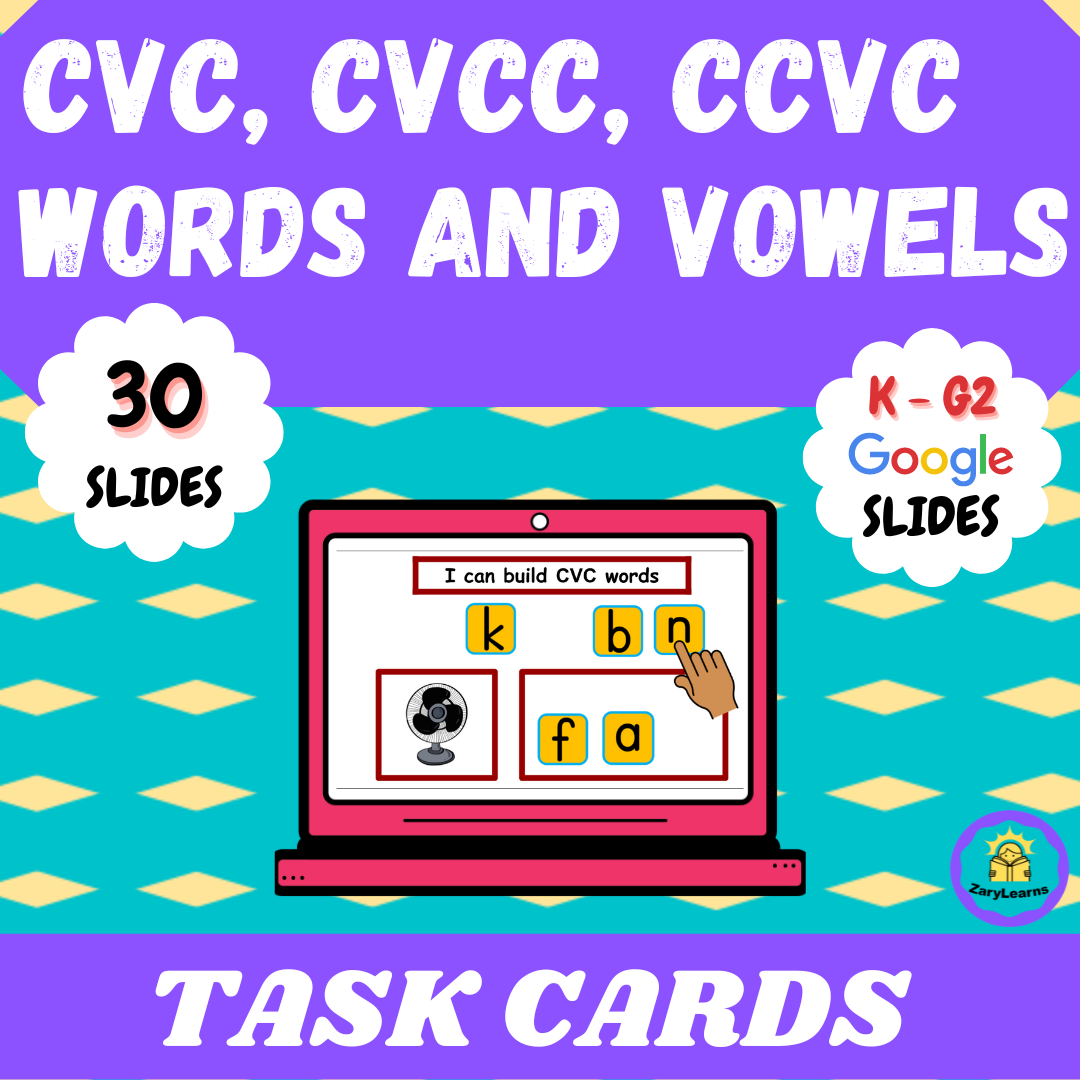 CVC, CVCC, CCVC
WORDS AND VOWELS
30
SLIDES
K - G2
Google
SLIDES
I can build CVC words
k b n
f a
ZaryLearns
TASK CARDS